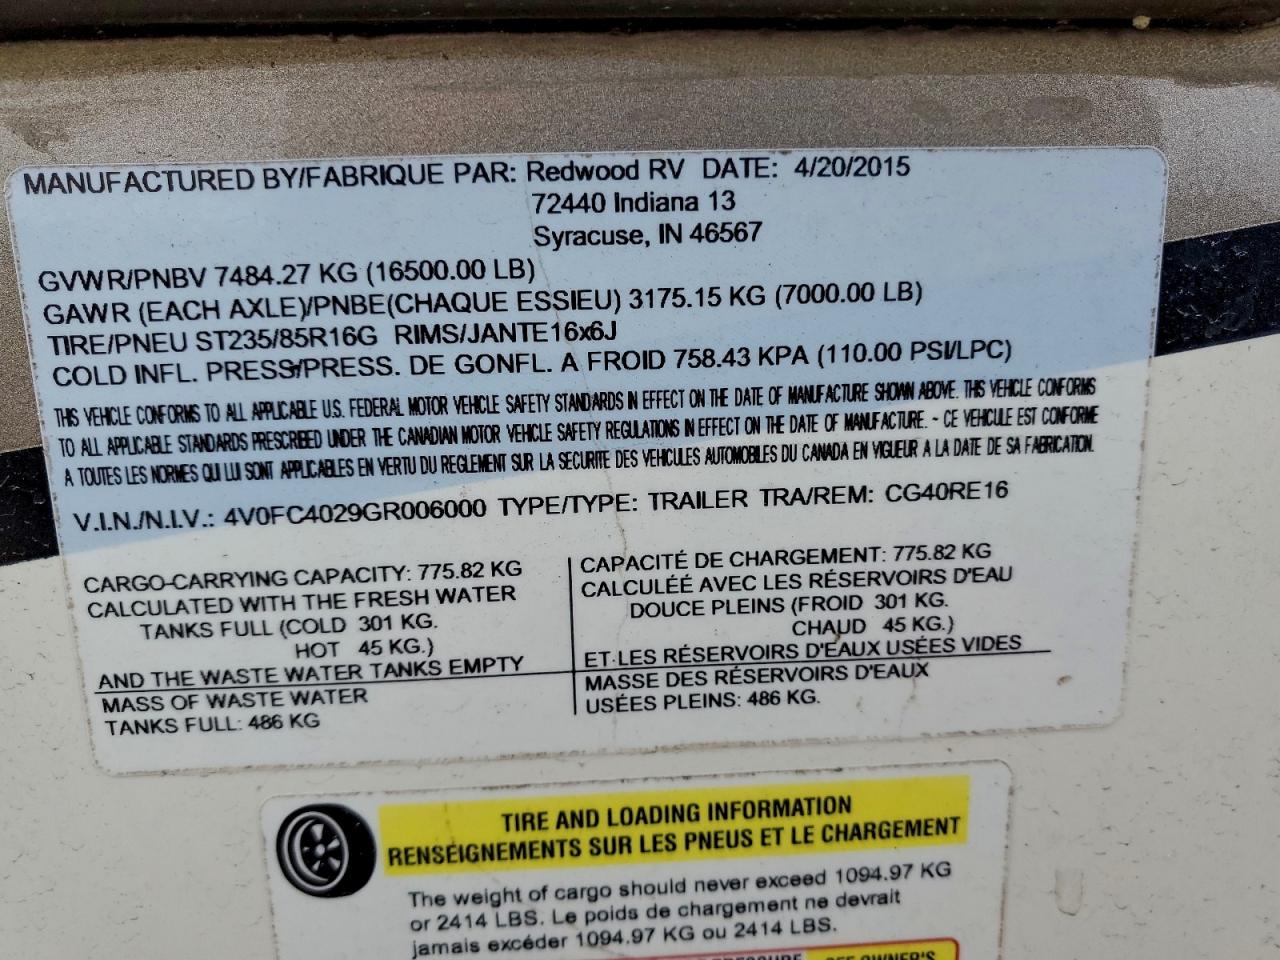 MANUFACTURED BY/FABRIQUE PAR: Redwood RV DATE: 4/20/2015
72440 Indiana 13
Syracuse, IN 46567
GVWR/PNBV 7484.27 KG (16500.00 LB)
GAWR (EACH AXLE)/PNBE(CHAQUE ESSIEU) 3175.15 KG (7000.00 LB)
TIRE/PNEU ST235/85R16G RIMS/JANTE16x6J
COLD INFL. PRESS/PRESS. DE GONFL. A FROID 758.43 KPA (110.00 PSI/LPC)
THIS VEHICLE CONFORMS TO ALL APPLICABLE U.S. FEDERAL MOTOR VEHICLE SAFETY STANDARDS IN EFFECT ON THE DATE OF MANUFACTURE SHOWN ABOVE. THIS VEHICLE CONFORMS
TO ALL APPLICABLE STANDARDS PRESCRIBED UNDER THE CANADIAN MOTOR VEHICLE SAFETY REGULATIONS IN EFFECT ON THE DATE OF MANUFACTURE. - CE VEHICULE EST CONFORME
A TOUTES LES NORMES QUI LUI SONT APPLICABLES EN VERTU DU REGLEMENT SUR LA SECURITE DES VEHICULES AUTOMOBILES DU CANADA EN VIGUEUR A LA DATE DE SA FABRICATION.
V.I.N./N.I.V.: 4V0FC4029GR006000 TYPE/TYPE: TRAILER TRA/REM: CG40RE16
CARGO-CARRYING CAPACITY: 775.82 KG
CALCULATED WITH THE FRESH WATER
TANKS FULL (COLD 301 KG.
HOT 45 KG.)
AND THE WASTE WATER TANKS EMPTY
MASS OF WASTE WATER
TANKS FULL: 486 KG
CAPACITÉ DE CHARGEMENT: 775.82 KG
CALCULÉÉ AVEC LES RÉSERVOIRS D'EAU
DOUCE PLEINS (FROID 301 KG.
CHAUD 45 KG.)
ET LES RÉSERVOIRS D'EAUX USÉES VIDES
MASSE DES RÉSERVOIRS D'EAUX
USÉES PLEINS: 486 KG.
TIRE AND LOADING INFORMATION
RENSEIGNEMENTS SUR LES PNEUS ET LE CHARGEMENT
The weight of cargo should never exceed 1094.97 KG
or 2414 LBS. Le poids de chargement ne devrait
jamais excéder 1094.97 KG ou 2414 LBS.
PRESSURE SEE OWNER'S